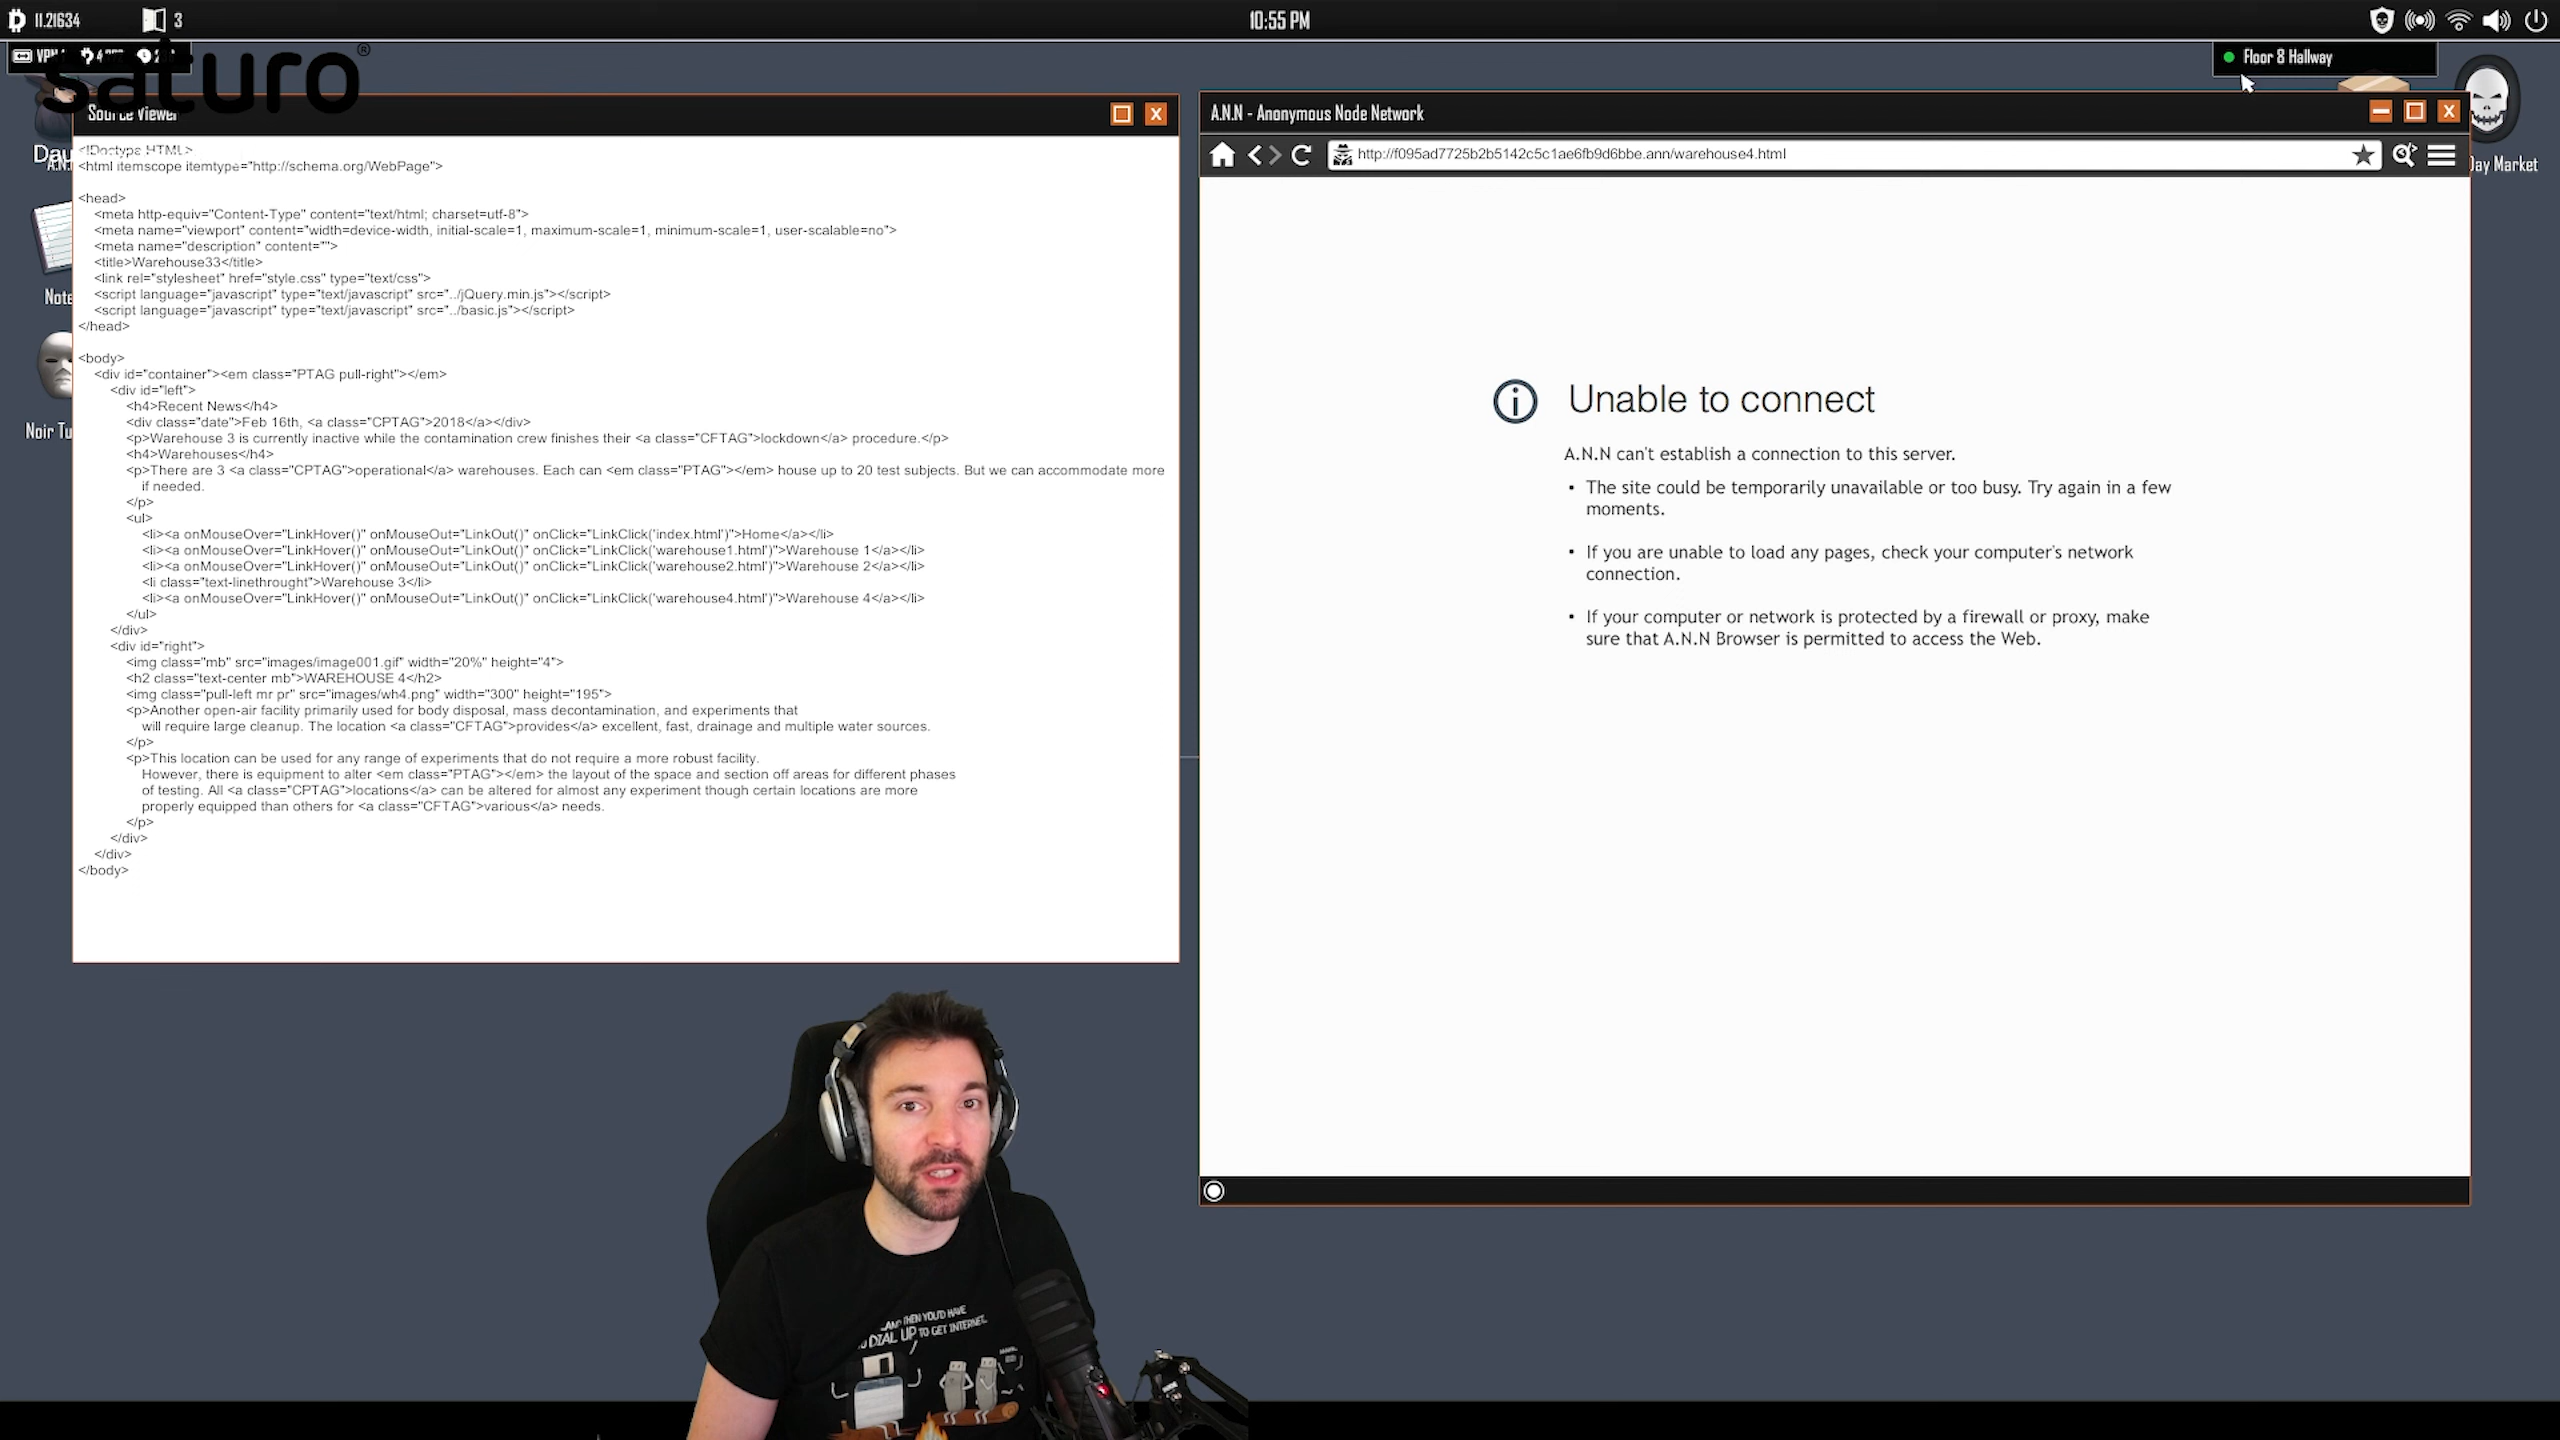 11.21634
3
10:55 PM
saturo®
Floor 8 Hallway
Source Viewer
A.N.N - Anonymous Node Network
http://f095ad7725b2b5142c5c1ae6fb9d6bbe.ann/warehouse4.html
Day Market
Note
Noir Tu
<!Doctype HTML>
<html itemscope itemtype="http://schema.org/WebPage">
<head>
<meta http-equiv="Content-Type" content="text/html; charset=utf-8">
<meta name="viewport" content="width=device-width, initial-scale=1, maximum-scale=1, minimum-scale=1, user-scalable=no">
<meta name="description" content="">
<title>Warehouse33</title>
<link rel="stylesheet" href="style.css" type="text/css">
<script language="javascript" type="text/javascript" src="../jQuery.min.js"></script>
<script language="javascript" type="text/javascript" src="../basic.js"></script>
</head>
<body>
<div id="container"><em class="PTAG pull-right"></em>
<div id="left">
<h4>Recent News</h4>
<div class="date">Feb 16th, <a class="CPTAG">2018</a></div>
<p>Warehouse 3 is currently inactive while the contamination crew finishes their <a class="CFTAG">lockdown</a> procedure.</p>
<h4>Warehouses</h4>
<p>There are 3 <a class="CPTAG">operational</a> warehouses. Each can <em class="PTAG"></em> house up to 20 test subjects. But we can accommodate more
if needed.
</p>
<ul>
<li><a onMouseOver="LinkHover()" onMouseOut="LinkOut()" onClick="LinkClick('index.html')">Home</a></li>
<li><a onMouseOver="LinkHover()" onMouseOut="LinkOut()" onClick="LinkClick('warehouse1.html')">Warehouse 1</a></li>
<li><a onMouseOver="LinkHover()" onMouseOut="LinkOut()" onClick="LinkClick('warehouse2.html')">Warehouse 2</a></li>
<li class="text-linethrought">Warehouse 3</li>
<li><a onMouseOver="LinkHover()" onMouseOut="LinkOut()" onClick="LinkClick('warehouse4.html')">Warehouse 4</a></li>
</ul>
</div>
<div id="right">
<img class="mb" src="images/image001.gif" width="20%" height="4">
<h2 class="text-center mb">WAREHOUSE 4</h2>
<img class="pull-left mr pr" src="images/wh4.png" width="300" height="195">
<p>Another open-air facility primarily used for body disposal, mass decontamination, and experiments that
will require large cleanup. The location <a class="CFTAG">provides</a> excellent, fast, drainage and multiple water sources.
</p>
<p>This location can be used for any range of experiments that do not require a more robust facility.
However, there is equipment to alter <em class="PTAG"></em> the layout of the space and section off areas for different phases
of testing. All <a class="CPTAG">locations</a> can be altered for almost any experiment though certain locations are more
properly equipped than others for <a class="CFTAG">various</a> needs.
</p>
</div>
</div>
</body>
Unable to connect
A.N.N can't establish a connection to this server.
• The site could be temporarily unavailable or too busy. Try again in a few
moments.
• If you are unable to load any pages, check your computer's network
connection.
• If your computer or network is protected by a firewall or proxy, make
sure that A.N.N Browser is permitted to access the Web.
...AND THEN YOU'D HAVE
DIAL UP TO GET INTERNET.